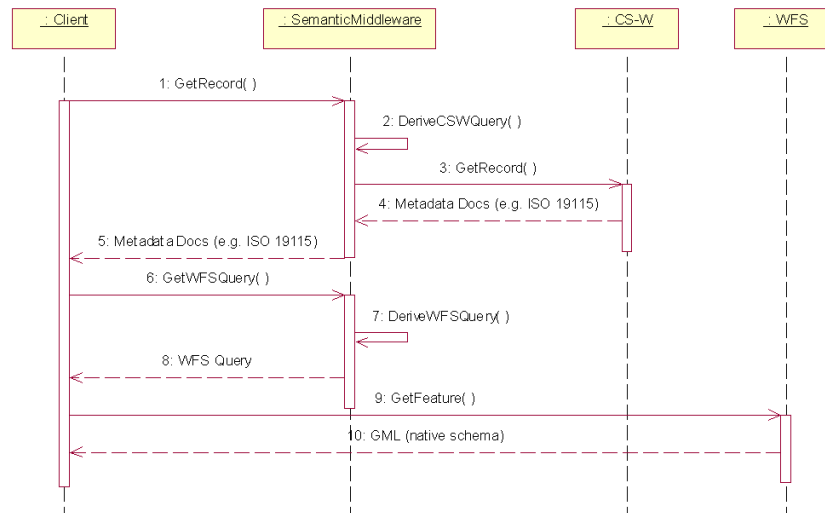 : Client
: SemanticMiddleware
: CS-W
: WFS
1: GetRecord( )
2: DeriveCSWQuery( )
3: GetRecord( )
4: Metadata Docs (e.g. ISO 19115)
5: Metadata Docs (e.g. ISO 19115)
6: GetWFSQuery( )
7: DeriveWFSQuery( )
8: WFS Query
9: GetFeature( )
10: GML (native schema)